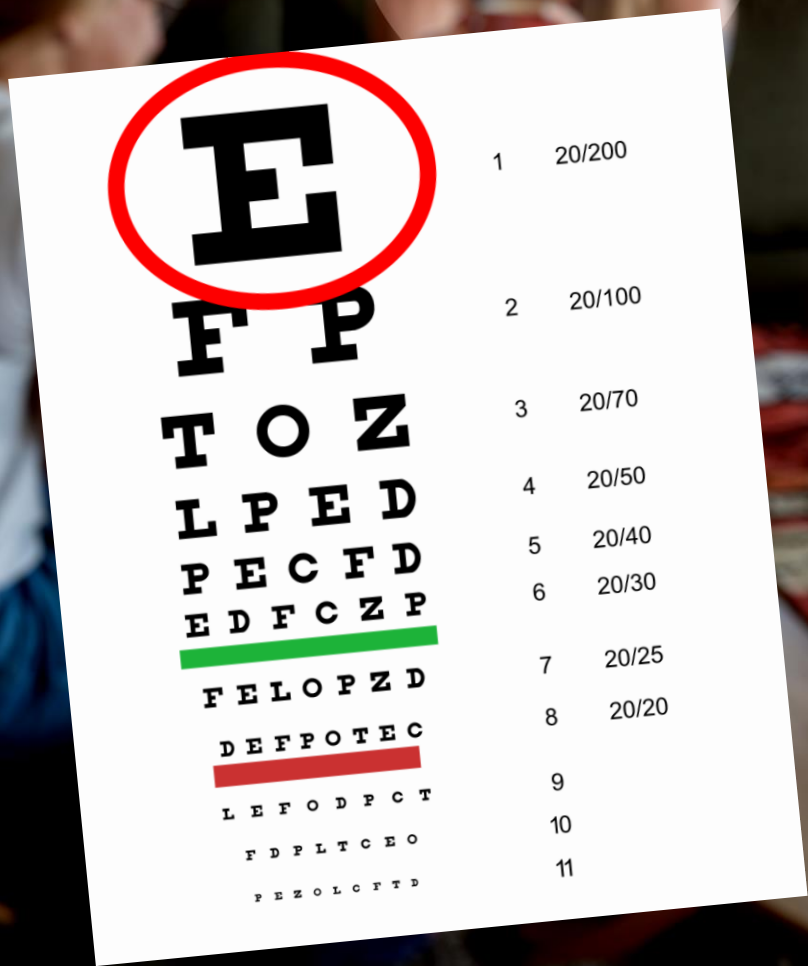 E 1 20/200
F P 2 20/100
T O Z 3 20/70
L P E D 4 20/50
P E C F D 5 20/40
E D F C Z P 6 20/30
F E L O P Z D 7 20/25
D E F P O T E C 8 20/20
L E F O D P C T 9
F D P L T C E O 10
P E Z O L C F T D 11